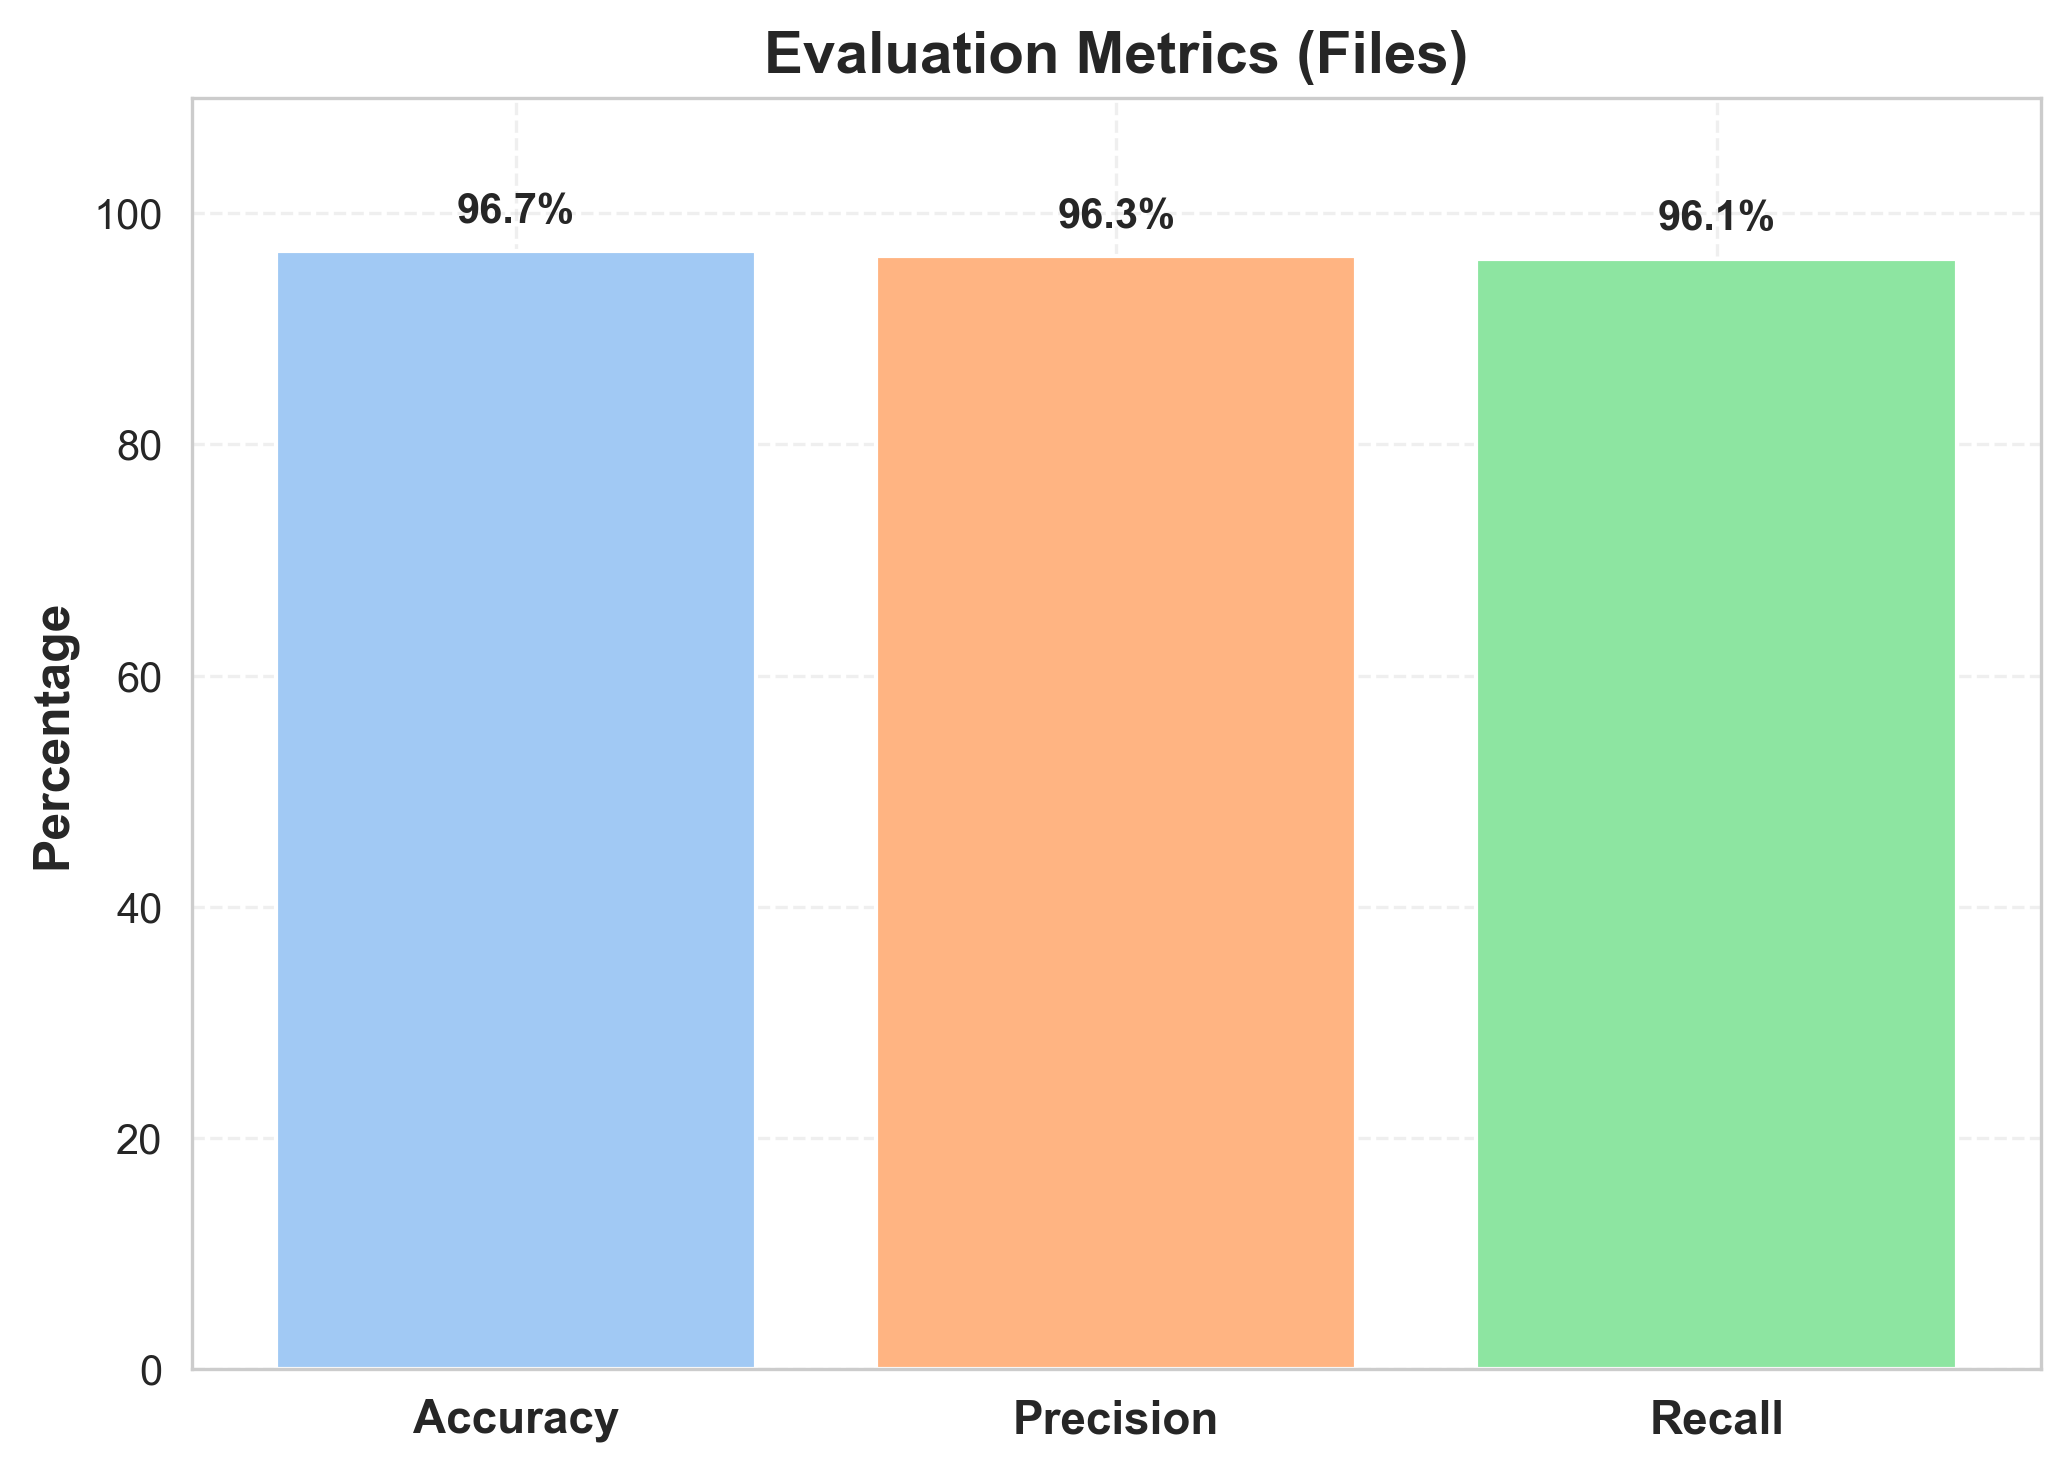 Evaluation Metrics (Files)
96.7%
96.3%
96.1%
100
80
60
40
20
0
Percentage
Accuracy
Precision
Recall